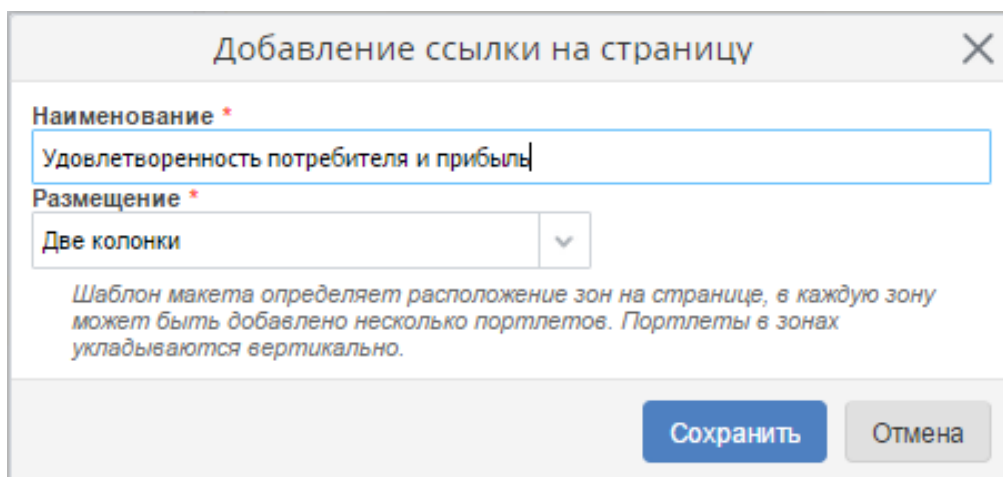 Добавление ссылки на страницу
Наименование *
Удовлетворенность потребителя и прибыль
Размещение *
Две колонки
Шаблон макета определяет расположение зон на странице, в каждую зону
может быть добавлено несколько портлетов. Портлеты в зонах
укладываются вертикально.
Сохранить Отмена